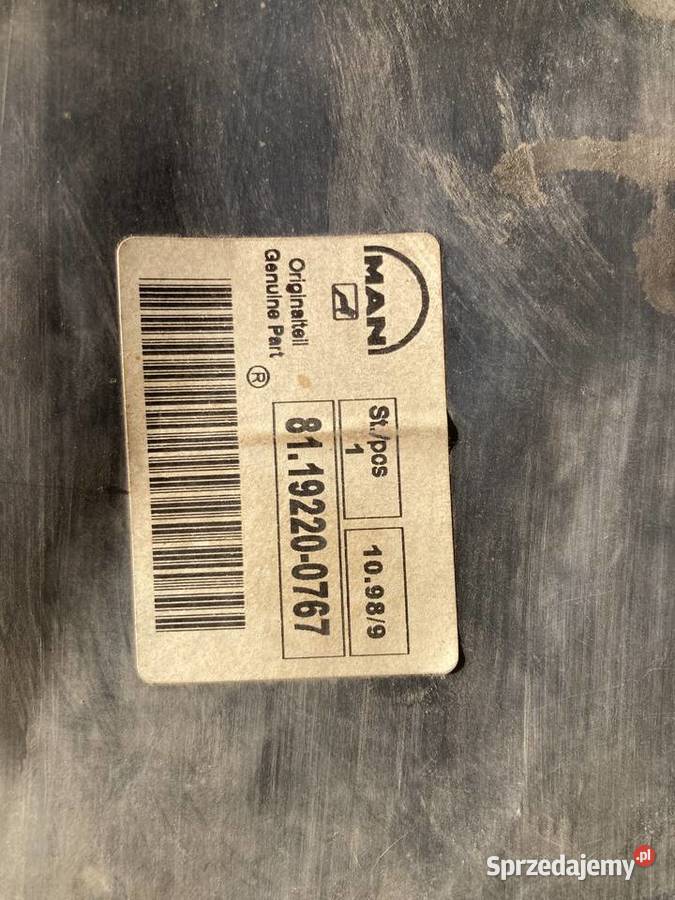 MAN
Originalteil
Genuine Part
®
St./pos
1
10.98/9
81.19220-0767
Sprzedajemy.pl